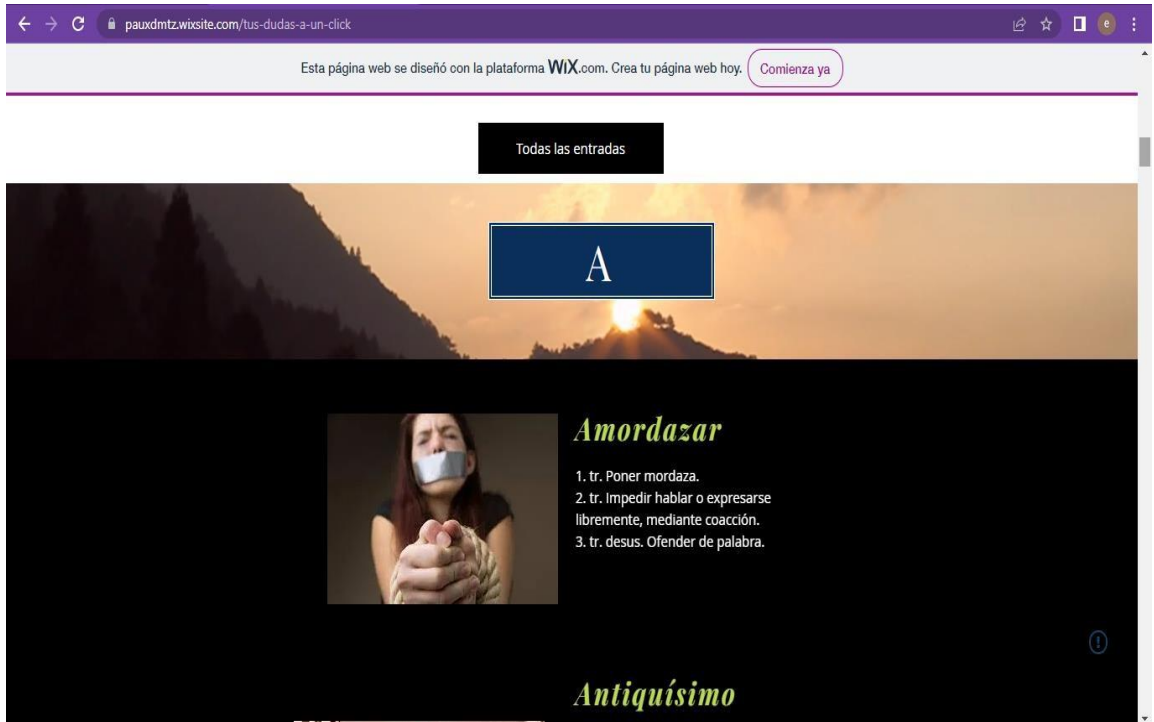 pauxdmtz.wixsite.com/tus-dudas-a-un-click
e
Esta página web se diseñó con la plataforma WiX.com. Crea tu página web hoy. Comienza ya
Todas las entradas
A
Amordazar
1. tr. Poner mordaza.
2. tr. Impedir hablar o expresarse
libremente, mediante coacción.
3. tr. desus. Ofender de palabra.
Antiquísimo